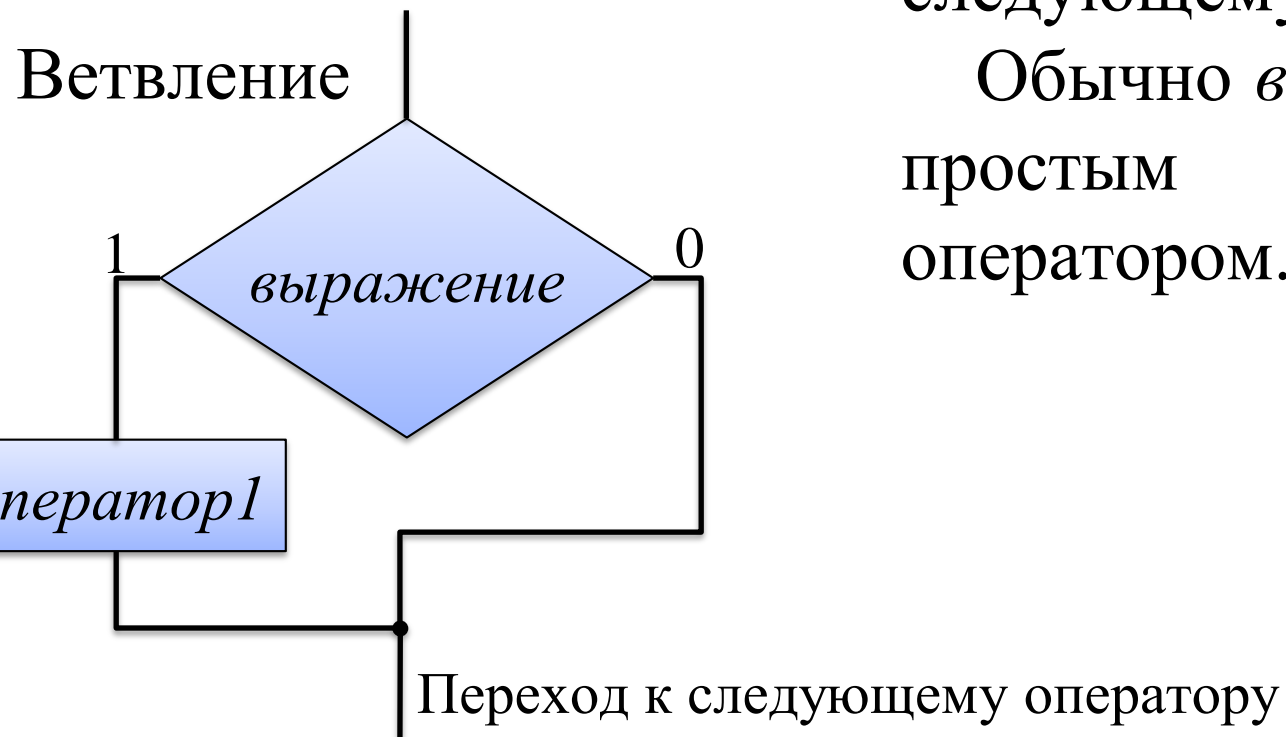 Ветвление
1
0
выражение
ператор1
Переход к следующему оператору
следующему
Обычно в
простым
оператором.